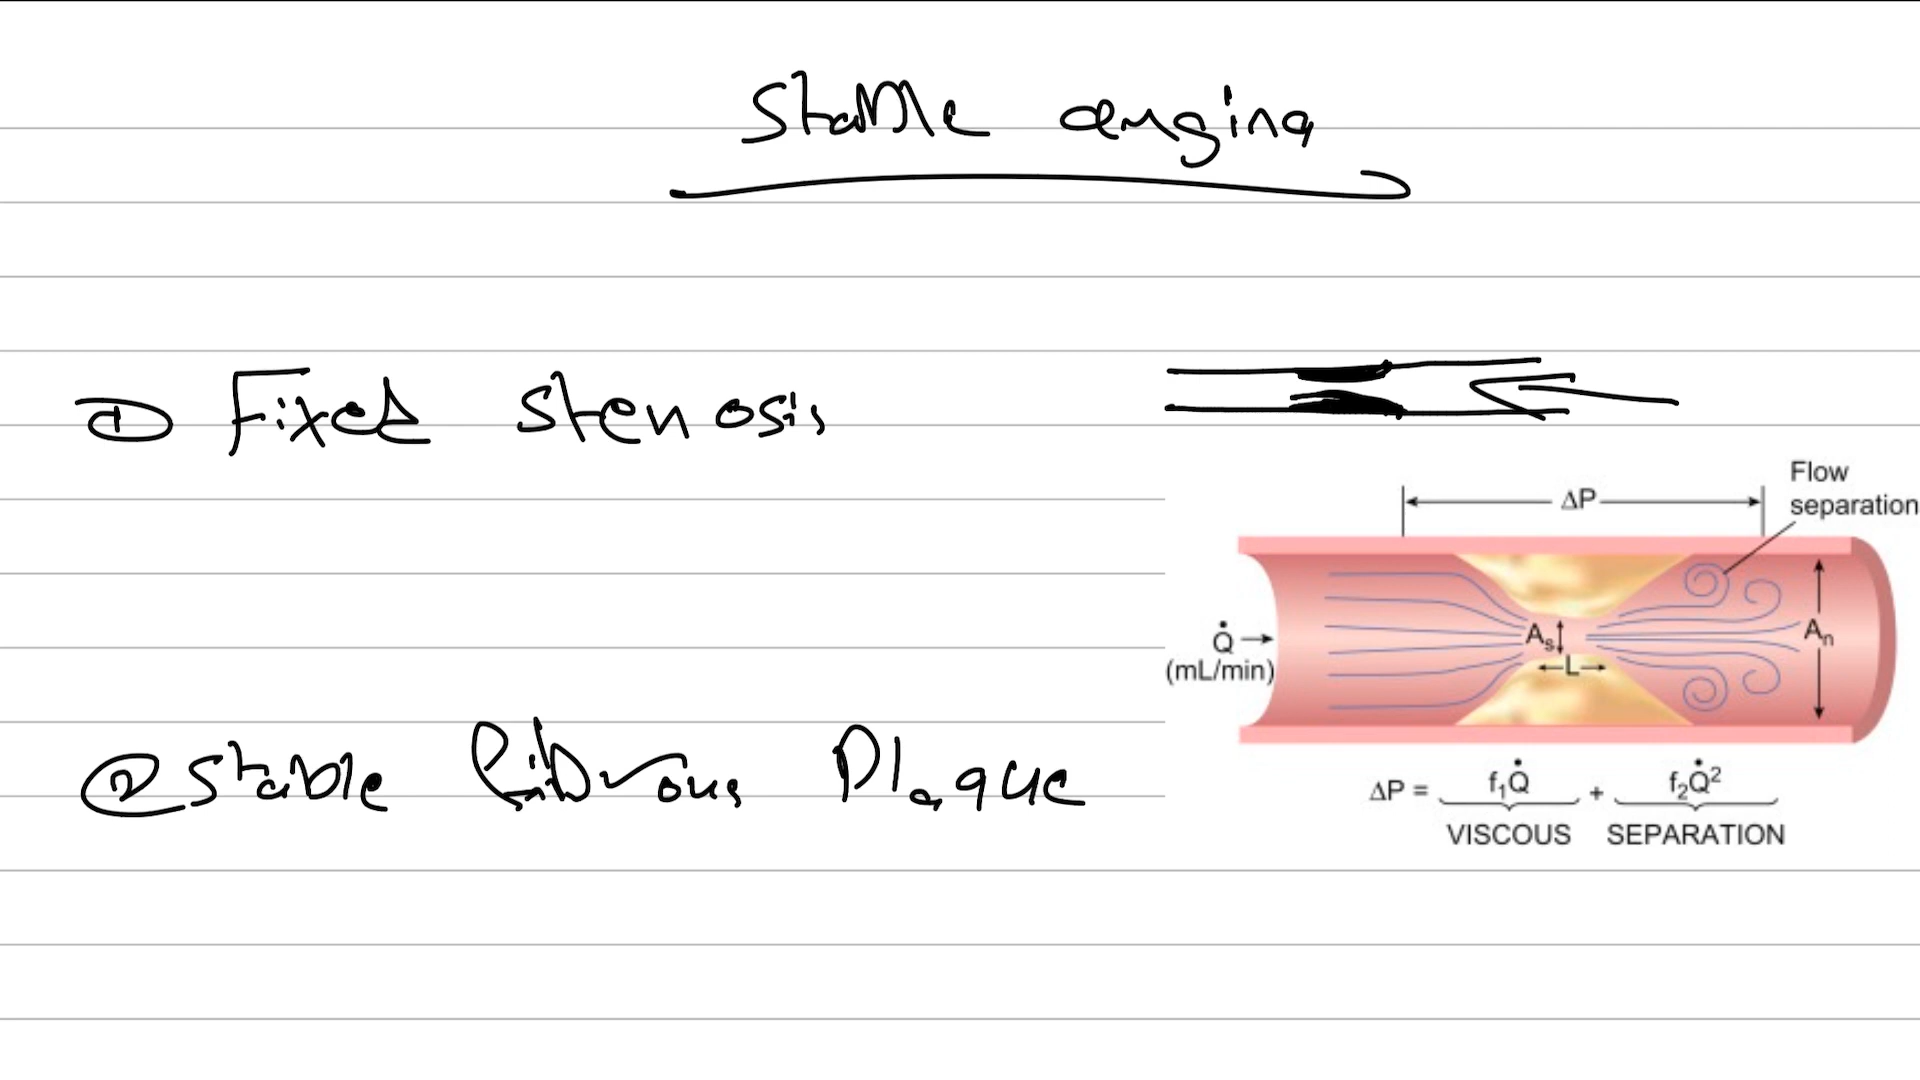 Stable angina
① Fixed stenosis
Flow
separation
ΔP
Q̇
(mL/min)
As
L
An
② stable fibrous Plaque
ΔP = f₁Q̇ + f₂Q̇²
VISCOUS SEPARATION